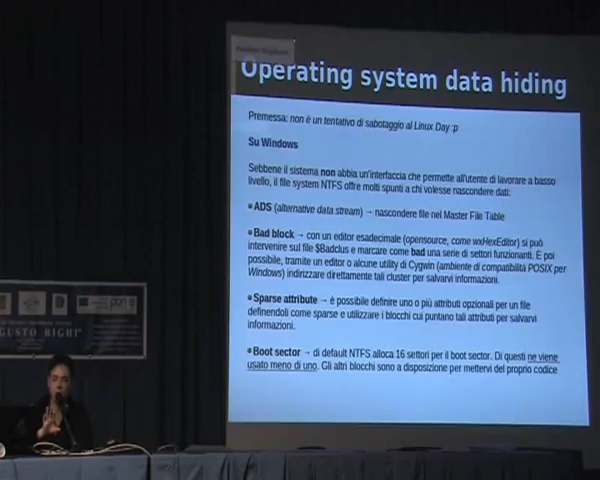 Operating system data hiding
Premessa: non è un tentativo di sabotaggio al Linux Day :p
Su Windows
Sebbene il sistema non abbia un'interfaccia che permette all'utente di lavorare a basso
livello, il file system NTFS offre molti spunti a chi volesse nascondere dati:
ADS (alternative data stream) → nascondere file nel Master File Table
Bad block → con un editor esadecimale (opensource, come wxHexEditor) si può
intervenire sul file $Badclus e marcare come bad una serie di settori funzionanti. E poi
possibile, tramite un editor o alcune utility di Cygwin (ambiente di compatibilità POSIX per
Windows) indirizzare direttamente tali cluster per salvarvi informazioni.
Sparse attribute → è possibile definire uno o più attributi opzionali per un file
definendoli come sparse e utilizzare i blocchi cui puntano tali attributi per salvarvi
informazioni.
Boot sector → di default NTFS alloca 16 settori per il boot sector. Di questi ne viene
usato meno di uno. Gli altri blocchi sono a disposizione per mettervi del proprio codice
GUSTO RIGHI"